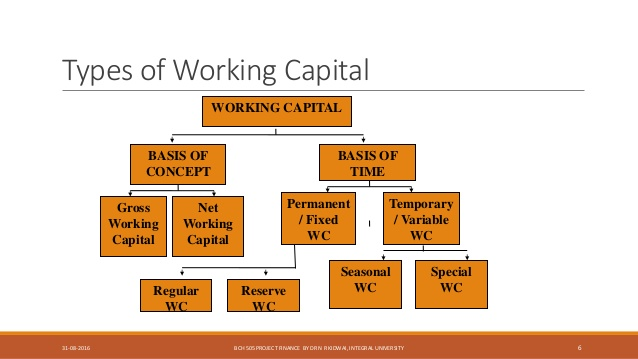 Types of Working Capital
WORKING CAPITAL
BASIS OF
CONCEPT
BASIS OF
TIME
Gross
Working
Capital
Net
Working
Capital
Permanent
/ Fixed
WC
Temporary
/ Variable
WC
Regular
WC
Reserve
WC
Seasonal
WC
Special
WC
31-08-2016
BCH 505 PROJECT FINANCE BY DR N R KIDWAI, INTEGRAL UNIVERSITY
6